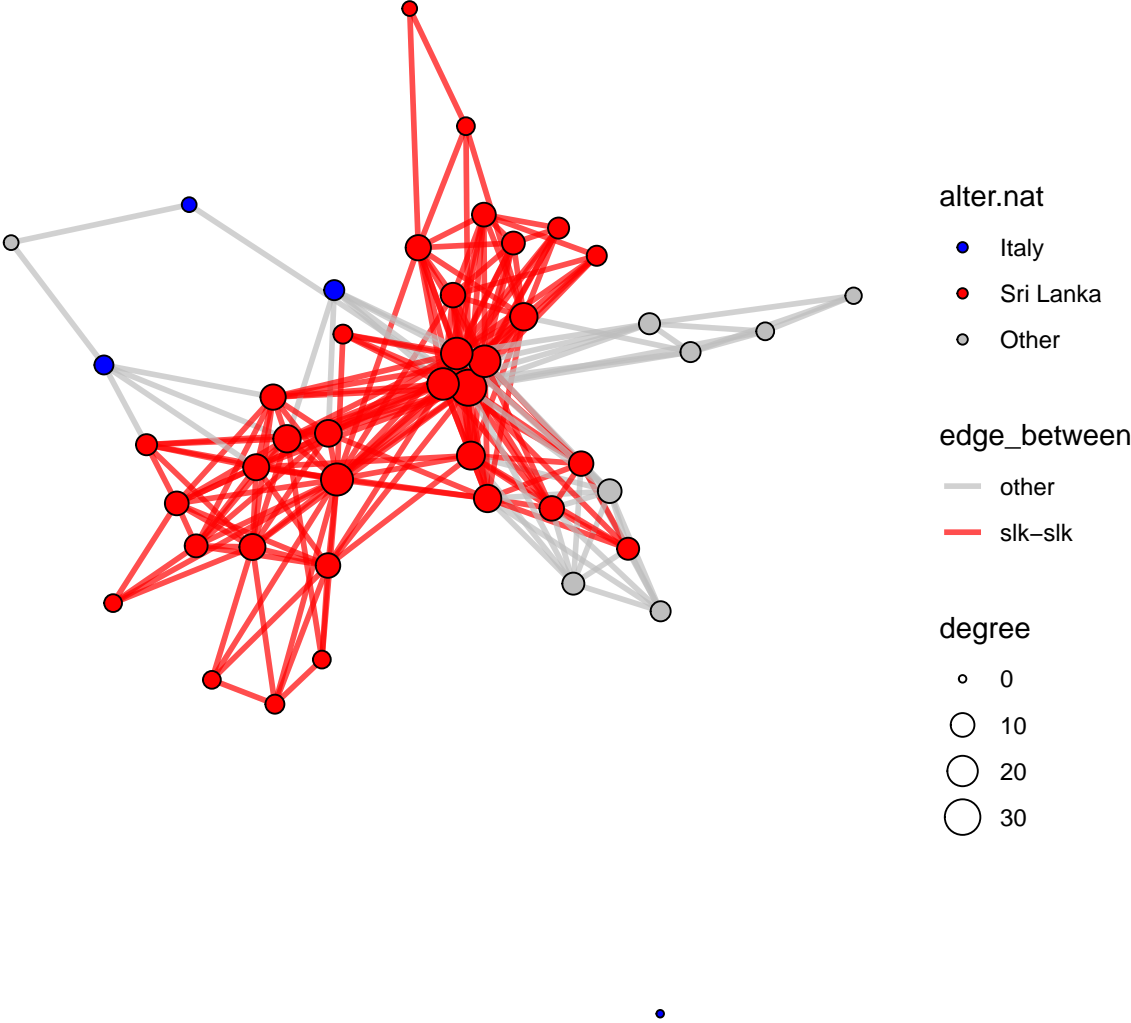 alter.nat
Italy
Sri Lanka
Other
edge_between
other
slk−slk
degree
0
10
20
30